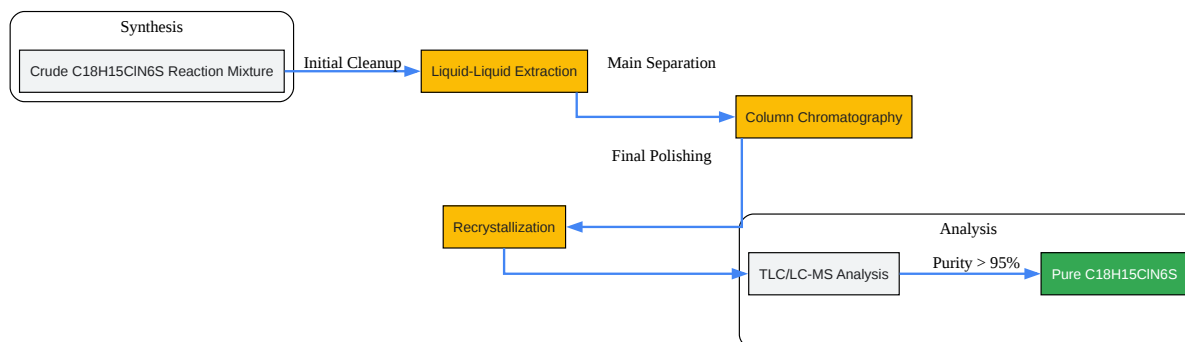 Synthesis
Crude C18H15ClN6S Reaction Mixture
Initial Cleanup
Liquid-Liquid Extraction
Main Separation
Column Chromatography
Final Polishing
Recrystallization
Analysis
TLC/LC-MS Analysis
Purity > 95%
Pure C18H15ClN6S